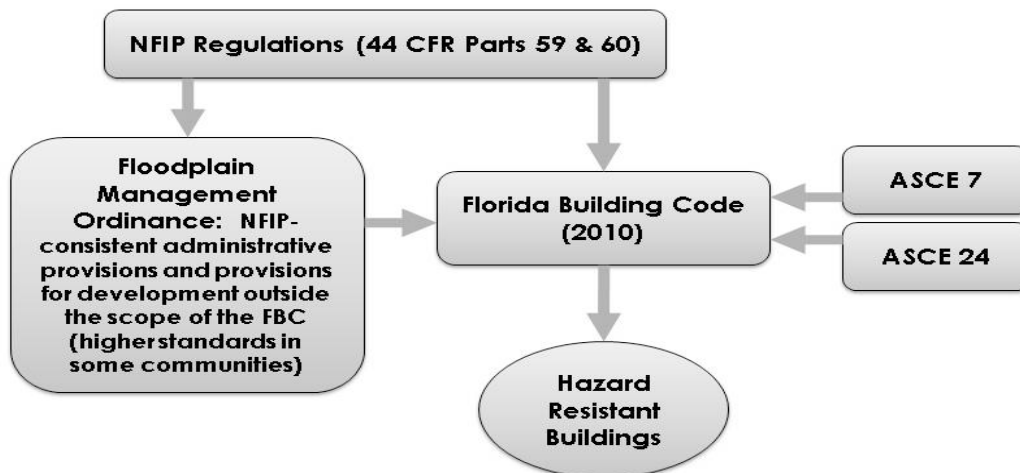 NFIP Regulations (44 CFR Parts 59 & 60)
Floodplain
Management
Ordinance: NFIP-
consistent administrative
provisions and provisions
for development outside
the scope of the FBC
(higher standards in
some communities)
Florida Building Code
(2010)
ASCE 7
ASCE 24
Hazard
Resistant
Buildings